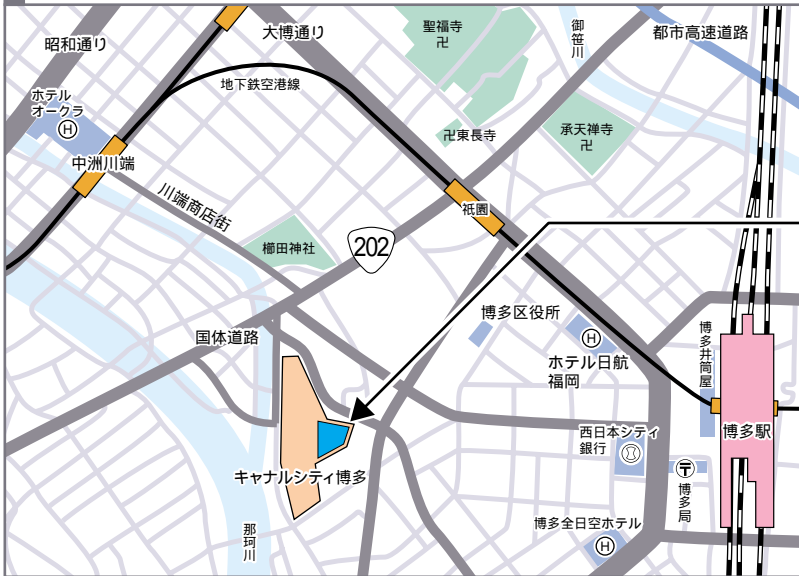 昭和通り
大博通り
聖福寺
御笹川
都市高速道路
地下鉄空港線
ホテル
オークラ
H
東長寺
承天禅寺
中洲川端
川端商店街
祇園
櫛田神社
202
国体道路
博多区役所
H
ホテル日航
福岡
博多井筒屋
博多駅
西日本シティ
銀行
〒
博多局
キャナルシティ博多
那珂川
博多全日空ホテル
H